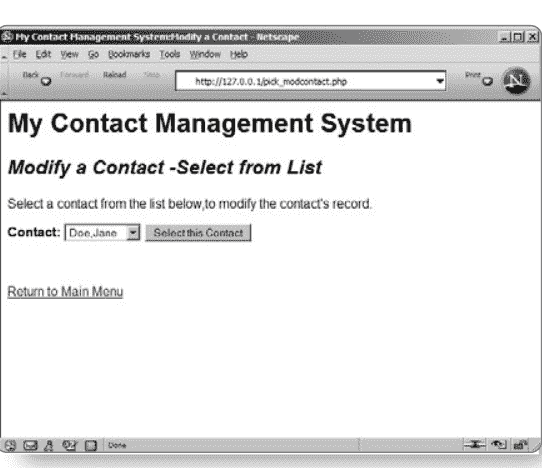 My Contact Management System:Modify a Contact - Netscape
File Edit View Go Bookmarks Tools Window Help
Back Forward Reload Stop http://127.0.0.1/pick_modcontact.php Print N
My Contact Management System
Modify a Contact -Select from List
Select a contact from the list below,to modify the contact's record.
Contact: Doe,Jane Select this Contact
Return to Main Menu
Done